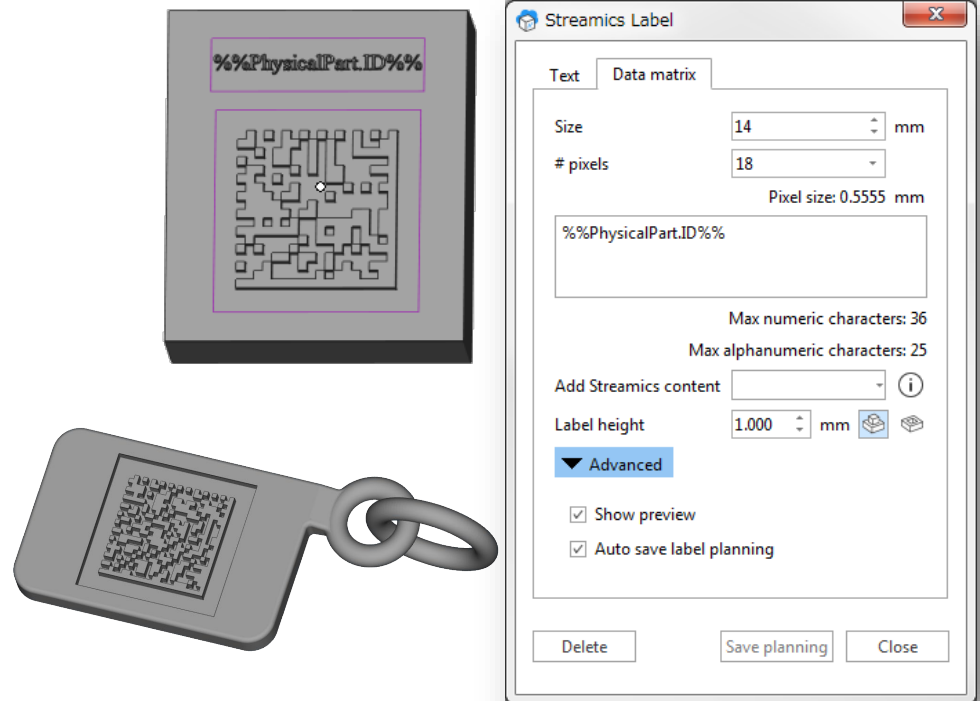 %%PhysicalPart.ID%%
Streamics Label
Text
Data matrix
Size
14
mm
# pixels
18
Pixel size: 0.5555 mm
%%PhysicalPart.ID%%
Max numeric characters: 36
Max alphanumeric characters: 25
Add Streamics content
Label height
1.000
mm
Advanced
Show preview
Auto save label planning
Delete
Save planning
Close